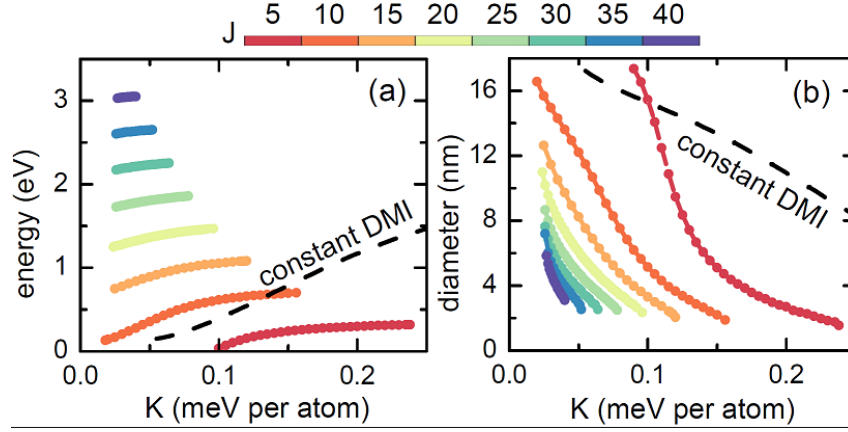 J 5 10 15 20 25 30 35 40
(a)
energy (eV)
3
2
1
0
constant DMI
0.0 0.1 0.2
K (meV per atom)
(b)
diameter (nm)
16
12
8
4
0
constant DMI
0.0 0.1 0.2
K (meV per atom)